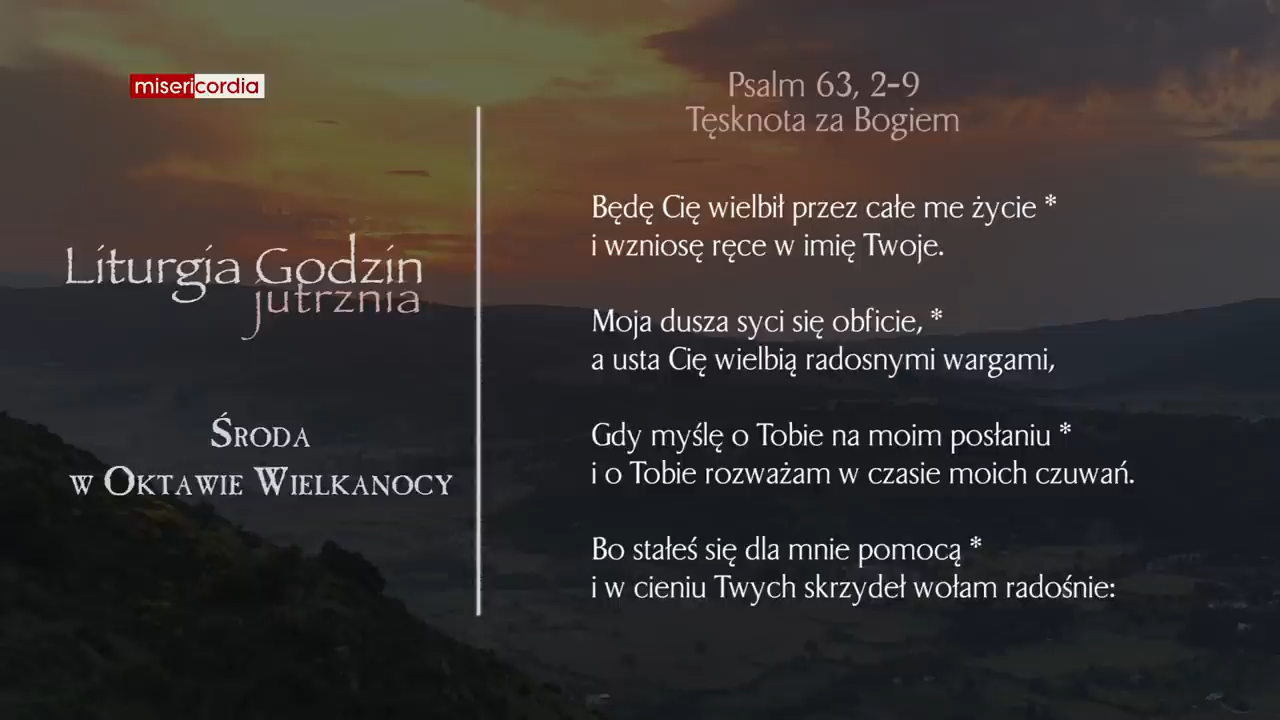 misericordia
Liturgia Godzin
jutrznia
Środa
w Oktawie Wielkanocy
Psalm 63, 2-9
Tęsknota za Bogiem
Będę Cię wielbił przez całe me życie *
i wzniosę ręce w imię Twoje.
Moja dusza syci się obficie, *
a usta Cię wielbią radosnymi wargami,
Gdy myślę o Tobie na moim posłaniu *
i o Tobie rozważam w czasie moich czuwań.
Bo stałeś się dla mnie pomocą *
i w cieniu Twych skrzydeł wołam radośnie: